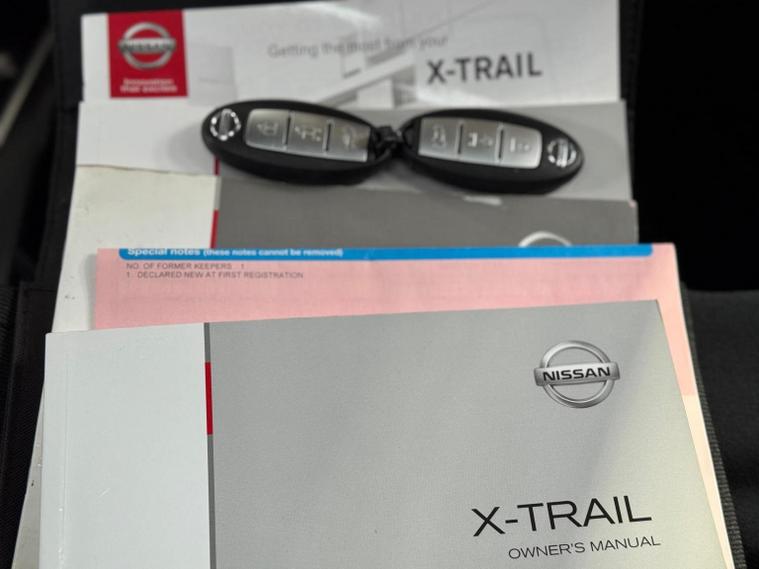 NISSAN
Innovation
that excites
Getting the most from your
X-TRAIL
Special notes (these notes cannot be removed)
NO. OF FORMER KEEPERS : 1
1. DECLARED NEW AT FIRST REGISTRATION
NISSAN
X-TRAIL
OWNER'S MANUAL